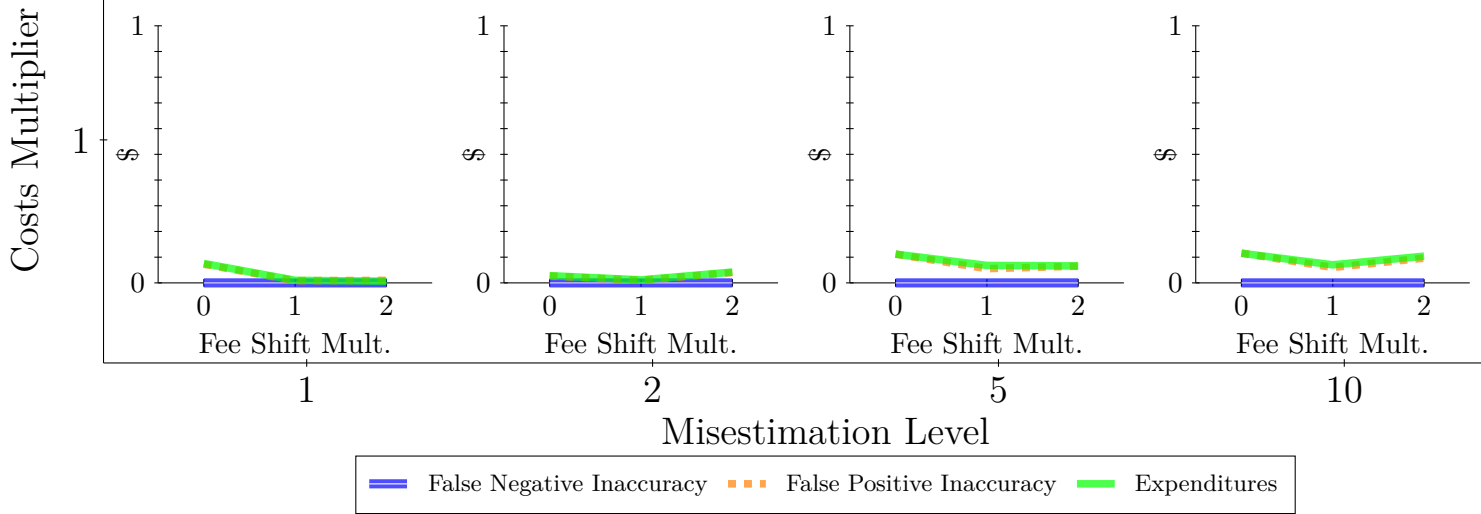 Costs Multiplier
1
1
$
0
0 1 2
Fee Shift Mult.
1
$
0
0 1 2
Fee Shift Mult.
1
$
0
0 1 2
Fee Shift Mult.
1
$
0
0 1 2
Fee Shift Mult.
1 2 5 10
Misestimation Level
False Negative Inaccuracy False Positive Inaccuracy Expenditures